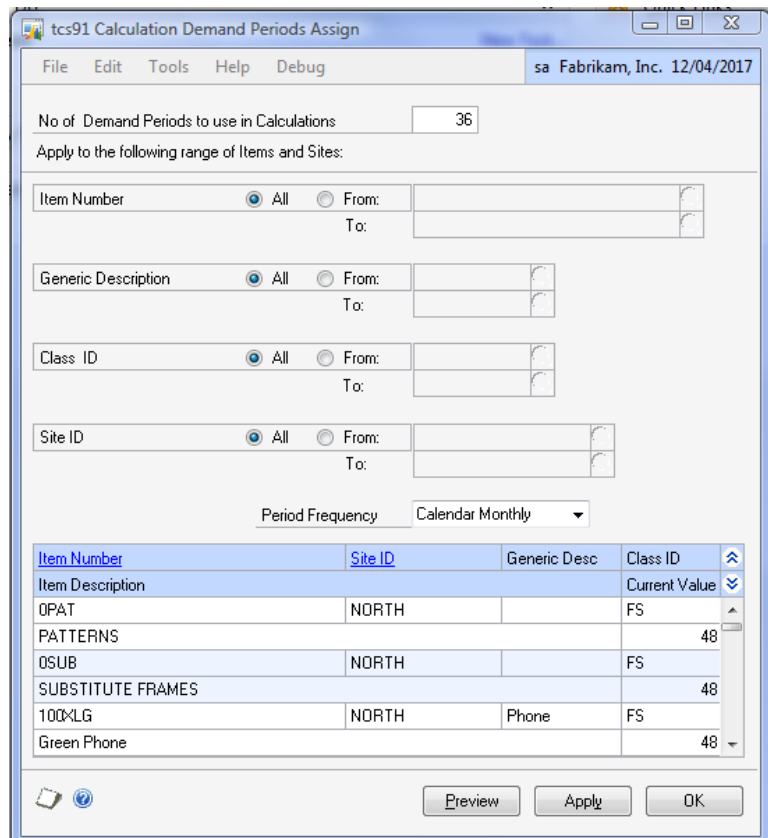 tcs91 Calculation Demand Periods Assign
File Edit Tools Help Debug sa Fabrikam, Inc. 12/04/2017
No of Demand Periods to use in Calculations 36
Apply to the following range of Items and Sites:
Item Number All From:
To:
Generic Description All From:
To:
Class ID All From:
To:
Site ID All From:
To:
Period Frequency Calendar Monthly
Item Number Site ID Generic Desc Class ID
Item Description Current Value
0PAT NORTH FS
PATTERNS 48
0SUB NORTH FS
SUBSTITUTE FRAMES 48
100XLG NORTH Phone FS
Green Phone 48
Preview Apply OK